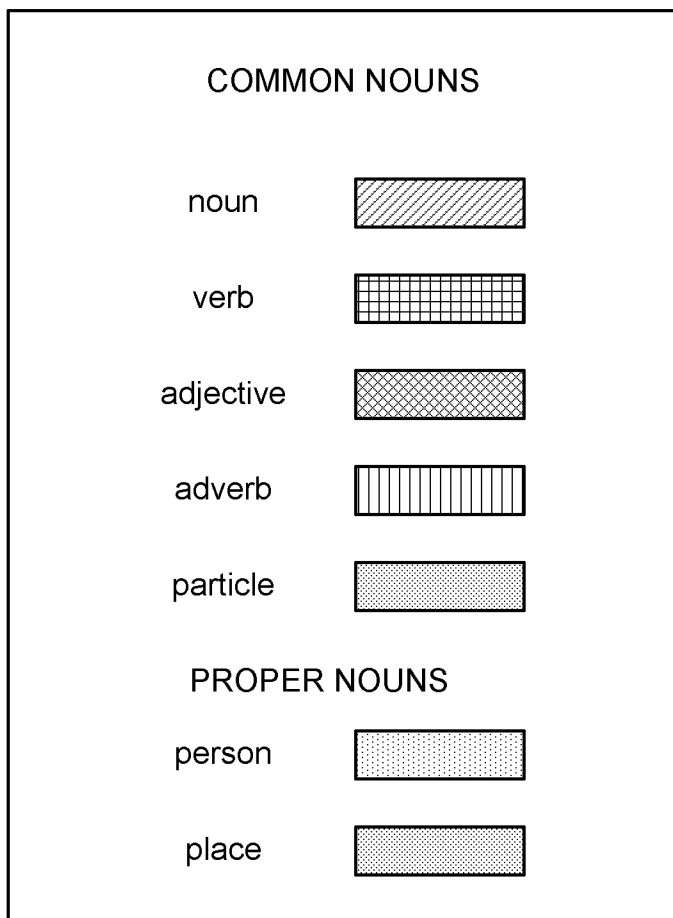 COMMON NOUNS
noun
verb
adjective
adverb
particle
PROPER NOUNS
person
place